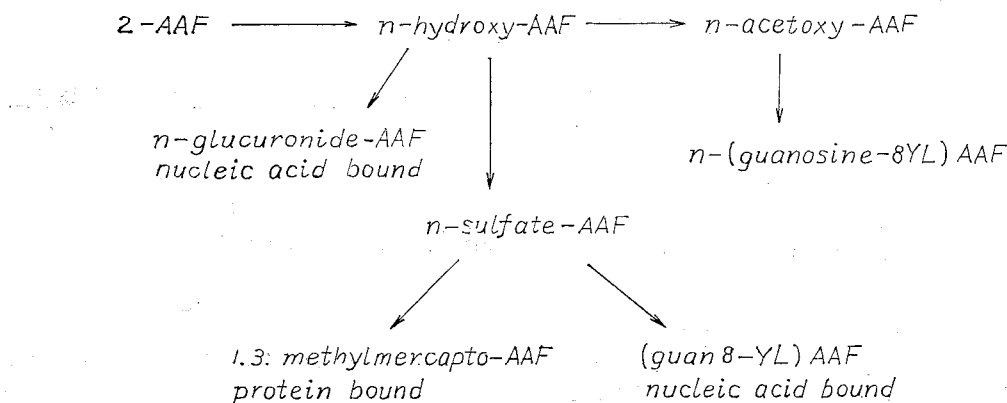 2-AAF n-hydroxy-AAF n-acetoxy-AAF
n-glucuronide-AAF
nucleic acid bound
n-(guanosine-8YL) AAF
n-sulfate-AAF
1.3: methylmercapto-AAF
protein bound
(guan 8-YL) AAF
nucleic acid bound